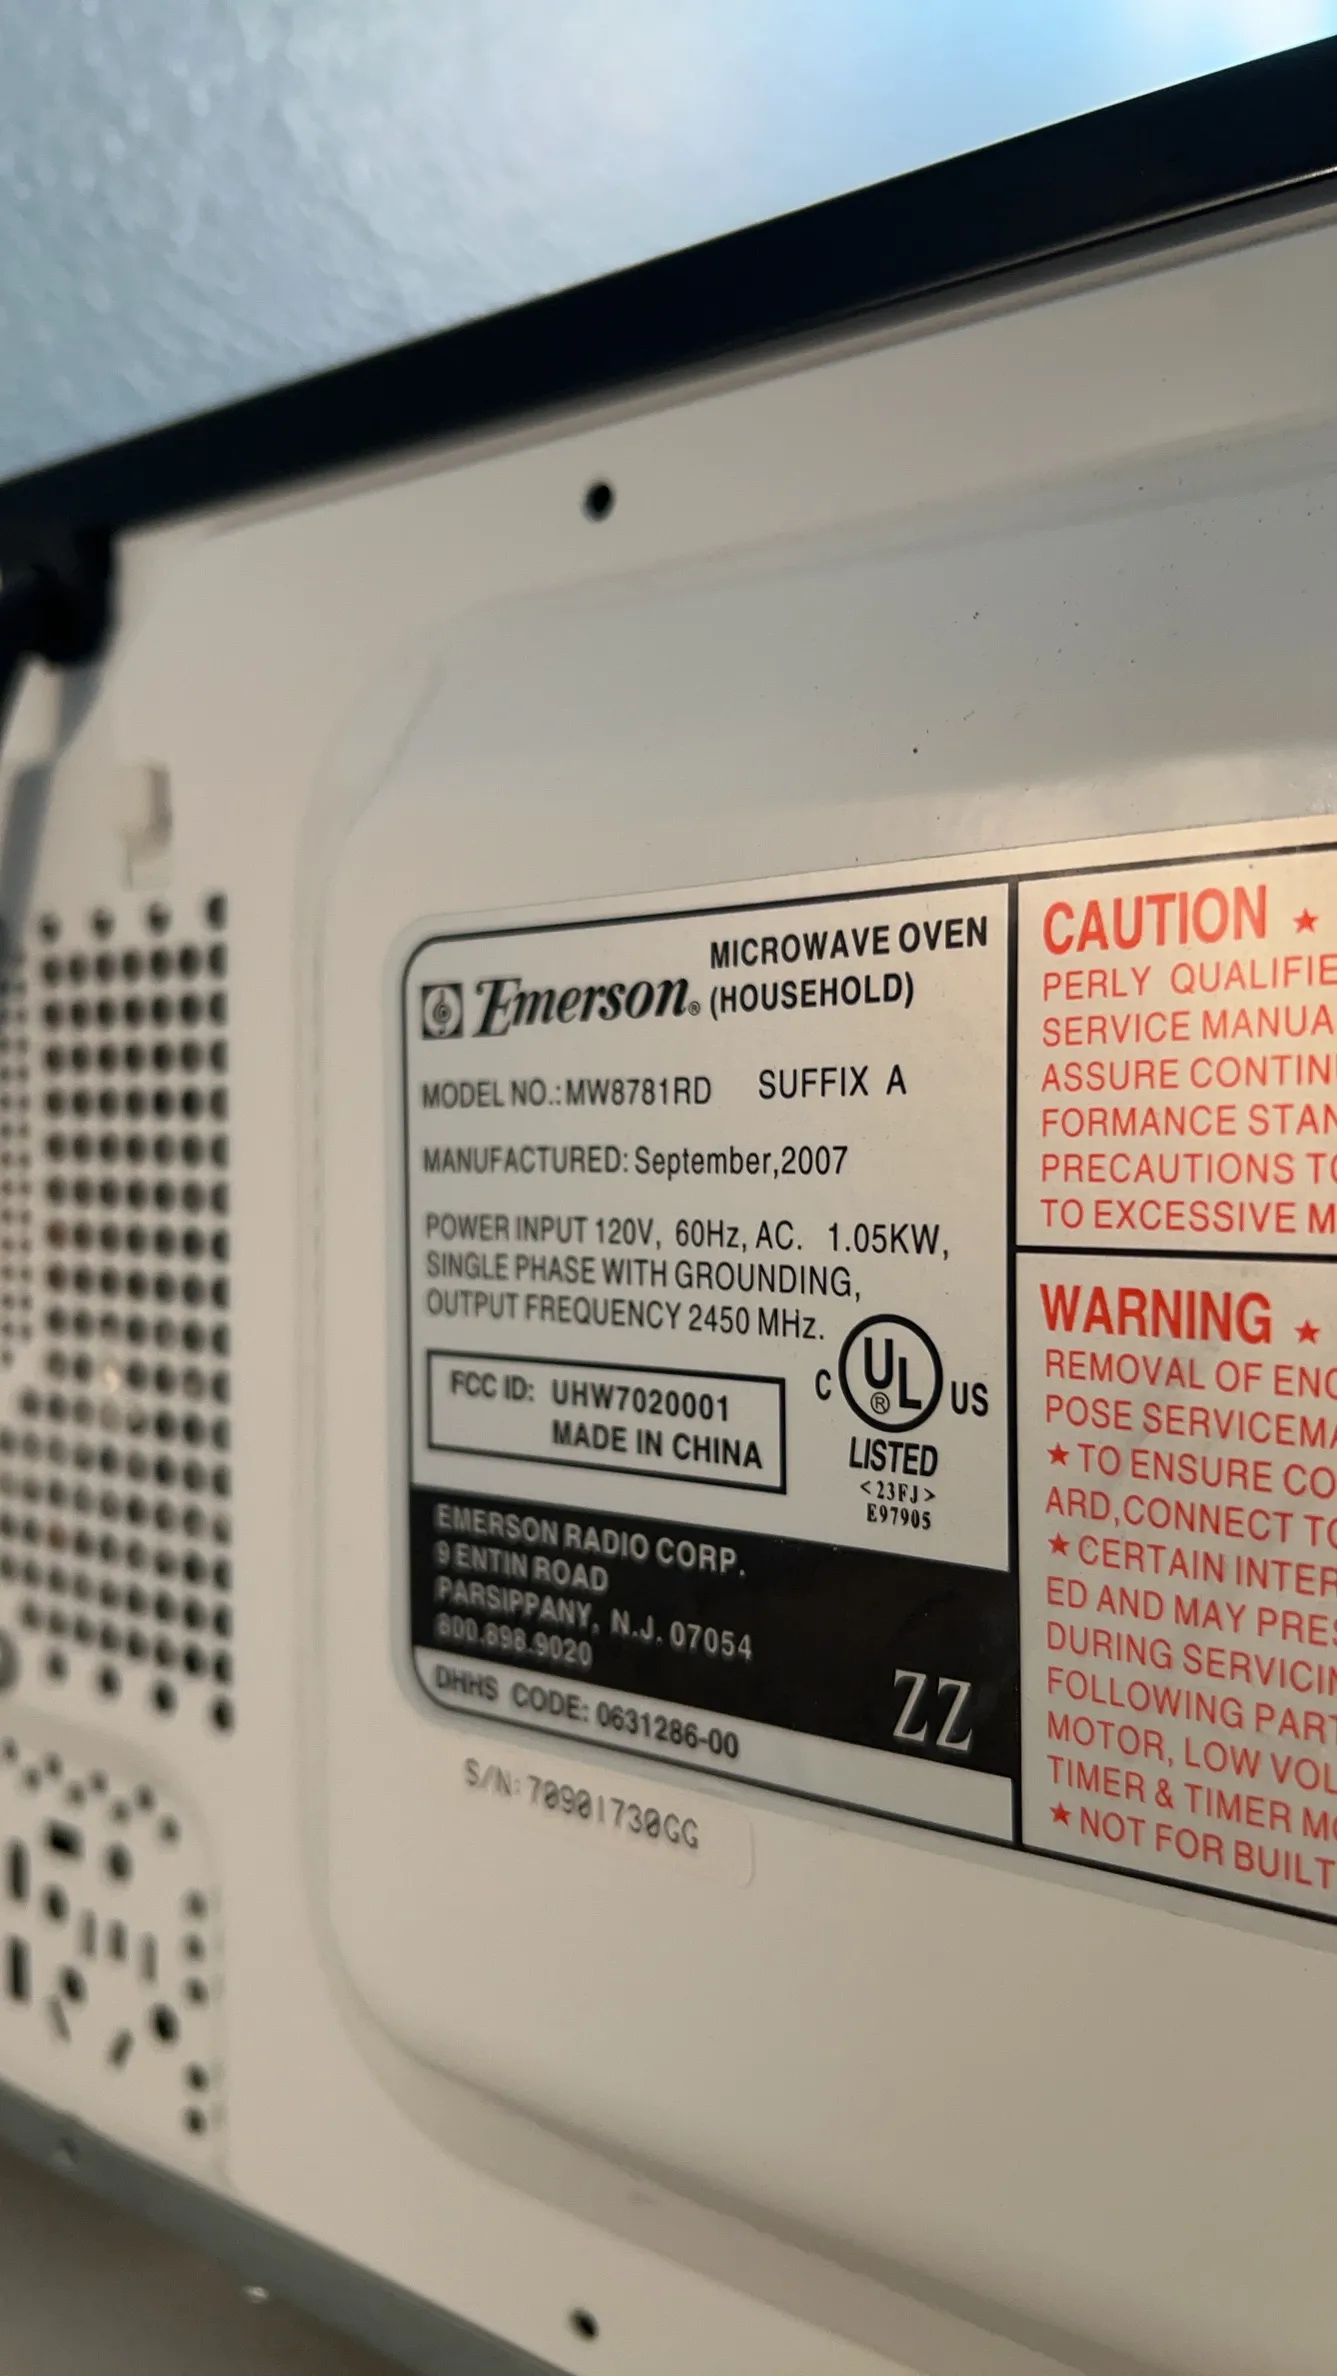 Emerson® MICROWAVE OVEN
(HOUSEHOLD)
MODEL NO.: MW8781RD SUFFIX A
MANUFACTURED: September,2007
POWER INPUT 120V, 60Hz, AC. 1.05KW,
SINGLE PHASE WITH GROUNDING,
OUTPUT FREQUENCY 2450 MHz.
FCC ID: UHW7020001
MADE IN CHINA
C UL® US
LISTED
<23FJ>
E97905
EMERSON RADIO CORP.
9 ENTIN ROAD
PARSIPPANY, N.J. 07054
800.898.9020
ZZ
DHHS CODE: 0631286-00
S/N: 70901730GG
CAUTION ★
PERLY QUALIFIE
SERVICE MANUA
ASSURE CONTIN
FORMANCE STAN
PRECAUTIONS TO
TO EXCESSIVE M
WARNING ★
REMOVAL OF ENC
POSE SERVICEMA
★ TO ENSURE CO
ARD,CONNECT TO
★ CERTAIN INTER
ED AND MAY PRES
DURING SERVICIN
FOLLOWING PART
MOTOR, LOW VOL
TIMER & TIMER MO
★ NOT FOR BUILT